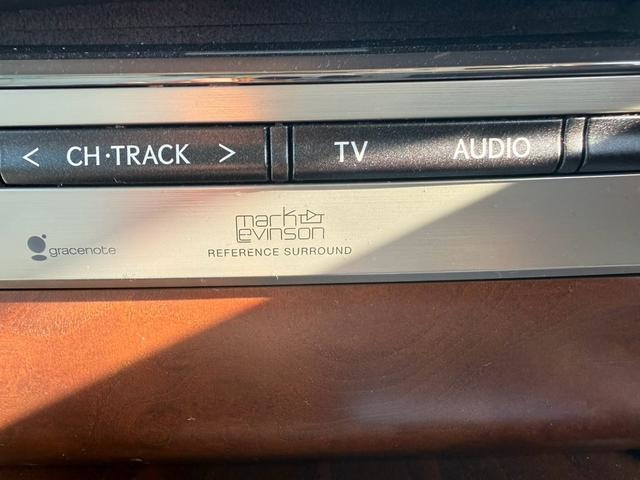 < CH·TRACK > TV AUDIO
gracenote
mark
Levinson
REFERENCE SURROUND